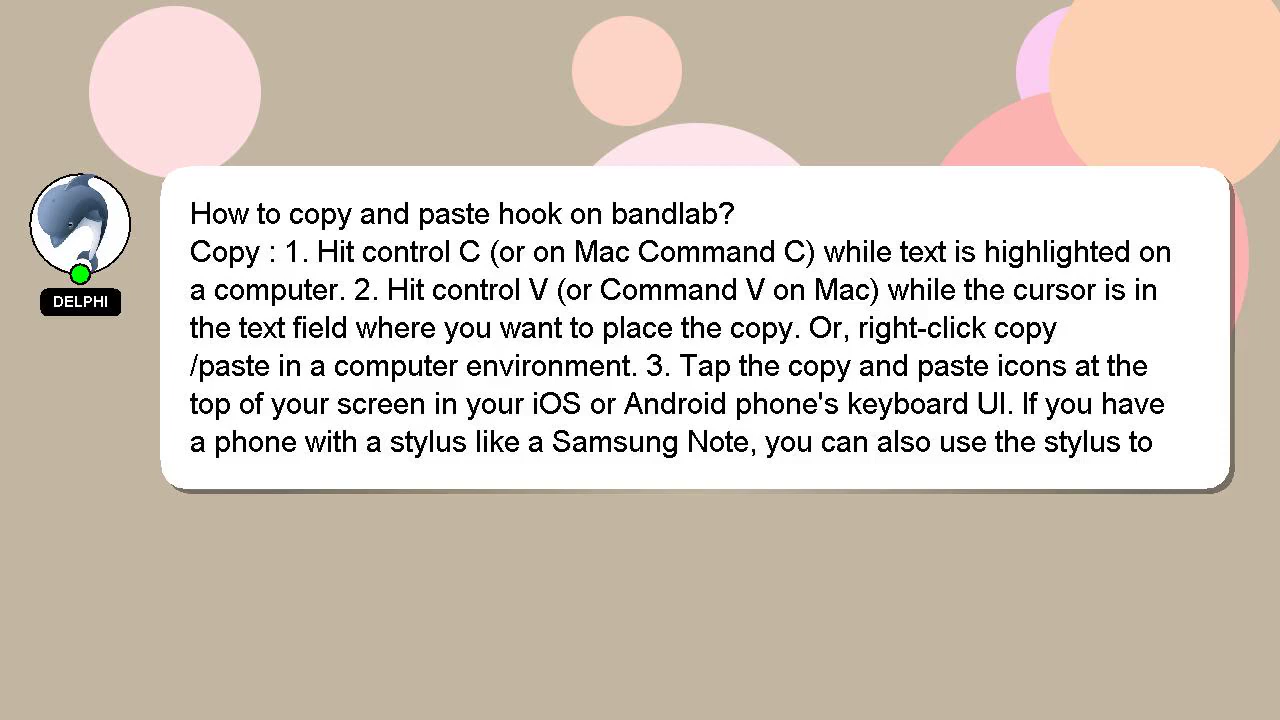 How to copy and paste hook on bandlab?
Copy : 1. Hit control C (or on Mac Command C) while text is highlighted on
a computer. 2. Hit control V (or Command V on Mac) while the cursor is in
the text field where you want to place the copy. Or, right-click copy
/paste in a computer environment. 3. Tap the copy and paste icons at the
top of your screen in your iOS or Android phone's keyboard UI. If you have
a phone with a stylus like a Samsung Note, you can also use the stylus to
DELPHI